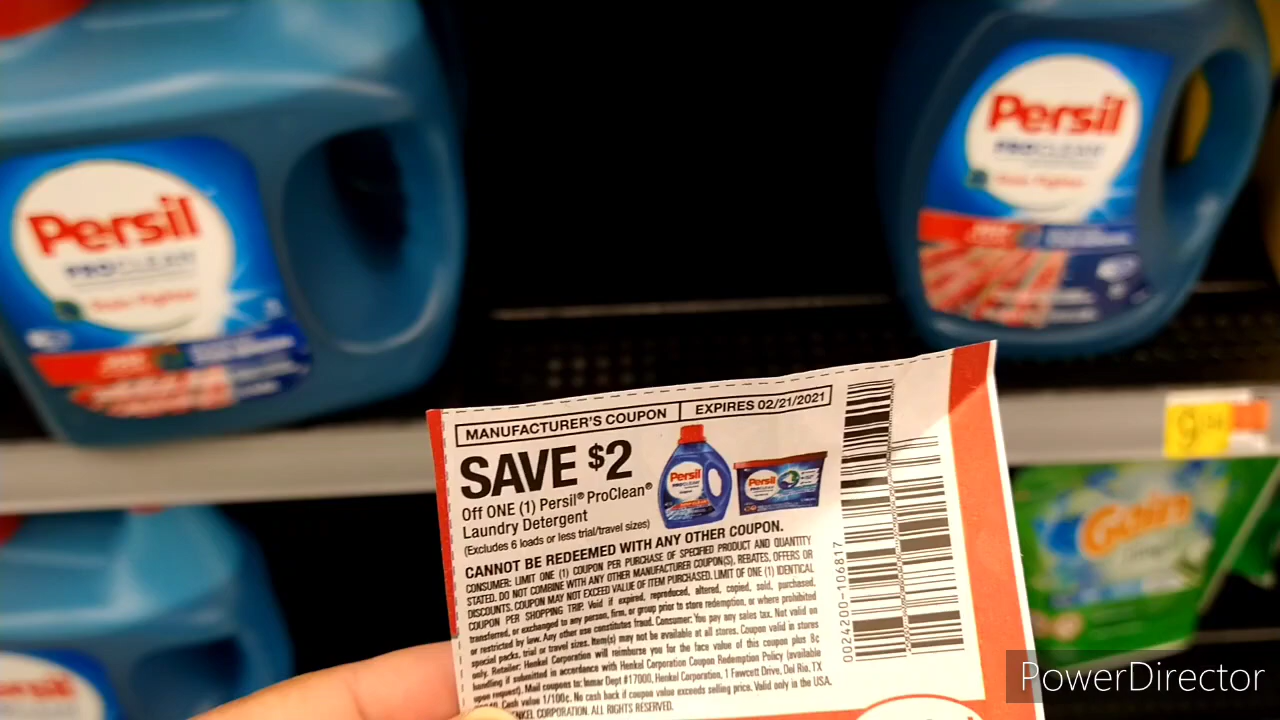 Persil
PROCLEAN
Persil
PROCLEAN
MANUFACTURER'S COUPON
EXPIRES 02/21/2021
SAVE $2
Off ONE (1) Persil® ProClean®
Laundry Detergent
(Excludes 6 loads or less trial/travel sizes)
Persil
PROCLEAN
Persil
CANNOT BE REDEEMED WITH ANY OTHER COUPON.
CONSUMER: LIMIT ONE (1) COUPON PER PURCHASE OF SPECIFIED PRODUCT AND QUANTITY
STATED. DO NOT COMBINE WITH ANY OTHER MANUFACTURER COUPON(S), REBATES, OFFERS OR
DISCOUNTS. COUPON MAY NOT EXCEED VALUE OF ITEM PURCHASED. LIMIT OF ONE (1) IDENTICAL
COUPON PER SHOPPING TRIP. Void if expired, reproduced, altered, copied, sold, purchased,
transferred, or exchanged to any person, firm, or group prior to store redemption, or where prohibited
or restricted by law. Any other use constitutes fraud. Consumer: You pay any sales tax. Not valid on
special packs, trial or travel sizes. Item(s) may not be available at all stores. Coupon valid in stores
only. Retailer: Henkel Corporation will reimburse you for the face value of this coupon plus 8¢
handling if submitted in accordance with Henkel Corporation Coupon Redemption Policy (available
upon request). Mail coupons to: Inmar Dept #17000, Henkel Corporation, 1 Fawcett Drive, Del Rio, TX
Cash value 1/100¢. No cash back if coupon value exceeds selling price. Valid only in the USA.
HENKEL CORPORATION. ALL RIGHTS RESERVED.
0024200-106817
Gain
PowerDirector